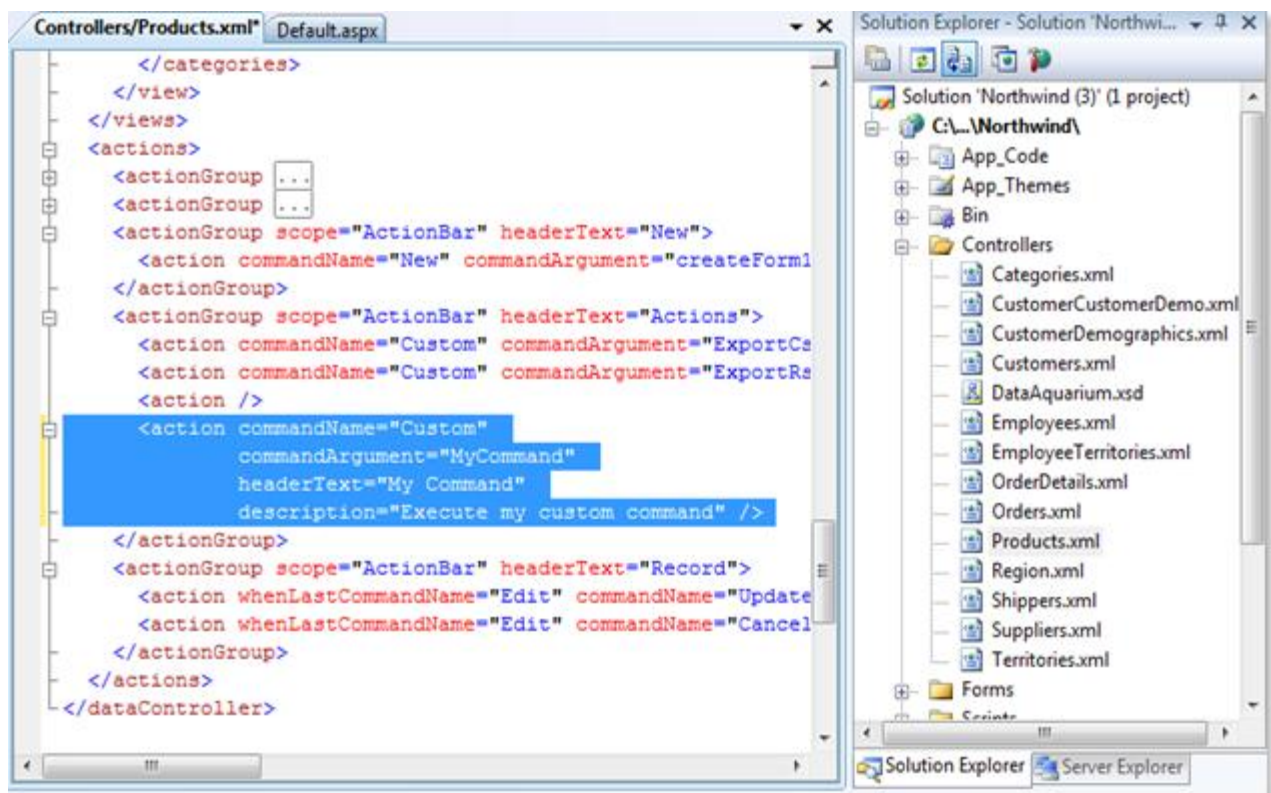 Controllers/Products.xml* Default.aspx
</categories>
</view>
</views>
<actions>
<actionGroup ...
<actionGroup ...
<actionGroup scope="ActionBar" headerText="New">
<action commandName="New" commandArgument="createForm1
</actionGroup>
<actionGroup scope="ActionBar" headerText="Actions">
<action commandName="Custom" commandArgument="ExportCs
<action commandName="Custom" commandArgument="ExportRs
<action />
<action commandName="Custom"
commandArgument="MyCommand"
headerText="My Command"
description="Execute my custom command" />
</actionGroup>
<actionGroup scope="ActionBar" headerText="Record">
<action whenLastCommandName="Edit" commandName="Update
<action whenLastCommandName="Edit" commandName="Cancel
</actionGroup>
</actions>
</dataController>
Solution Explorer - Solution 'Northwi...
Solution 'Northwind (3)' (1 project)
C:\...\Northwind\
App_Code
App_Themes
Bin
Controllers
Categories.xml
CustomerCustomerDemo.xml
CustomerDemographics.xml
Customers.xml
DataAquarium.xsd
Employees.xml
EmployeeTerritories.xml
OrderDetails.xml
Orders.xml
Products.xml
Region.xml
Shippers.xml
Suppliers.xml
Territories.xml
Forms
Scripts
Solution Explorer Server Explorer